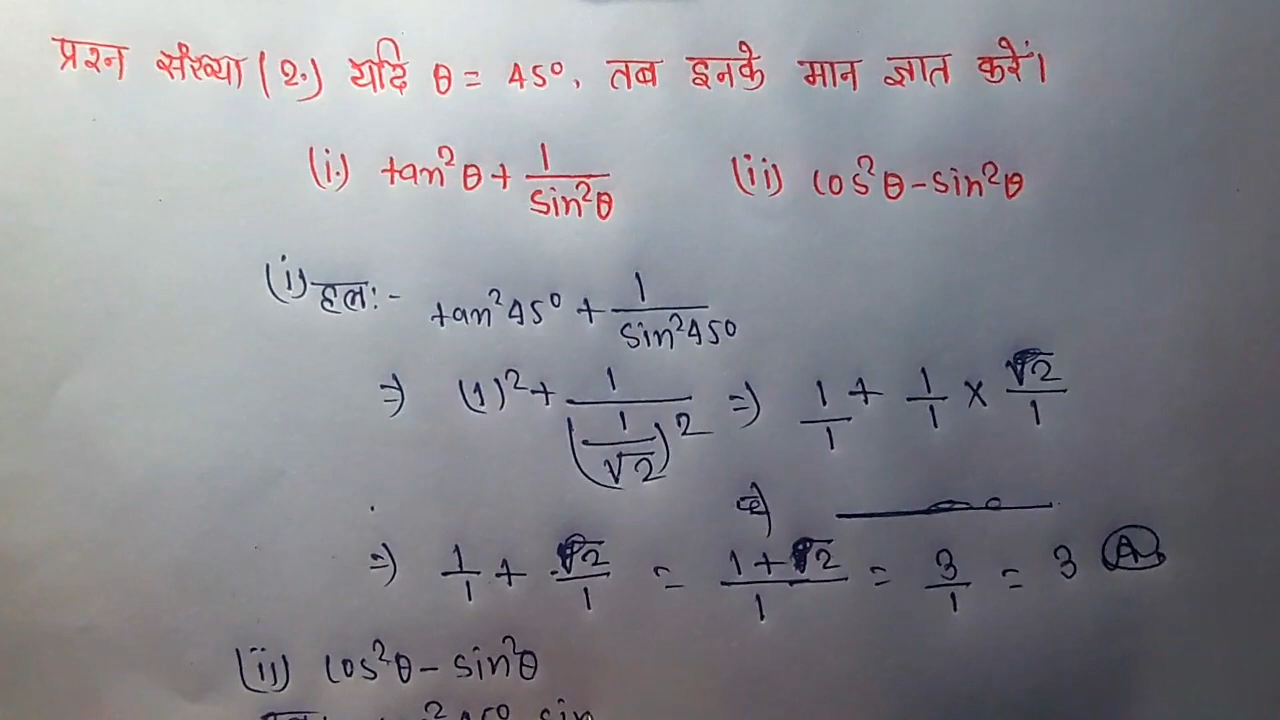 प्रश्न संख्या (2.) यदि θ = 45°, तब इनके मान ज्ञात करें।
(i.) tan²θ + 1/sin²θ (ii) cos²θ - sin²θ
(i) हलः- tan²45° + 1/sin²45°
⇒ (1)² + 1/(1/√2)² ⇒ 1/1 + 1/1 × √2/1
⇒ 1/1 + √2/1 = 1+√2/1 = 3/1 = 3 A
(ii) cos²θ - sin²θ